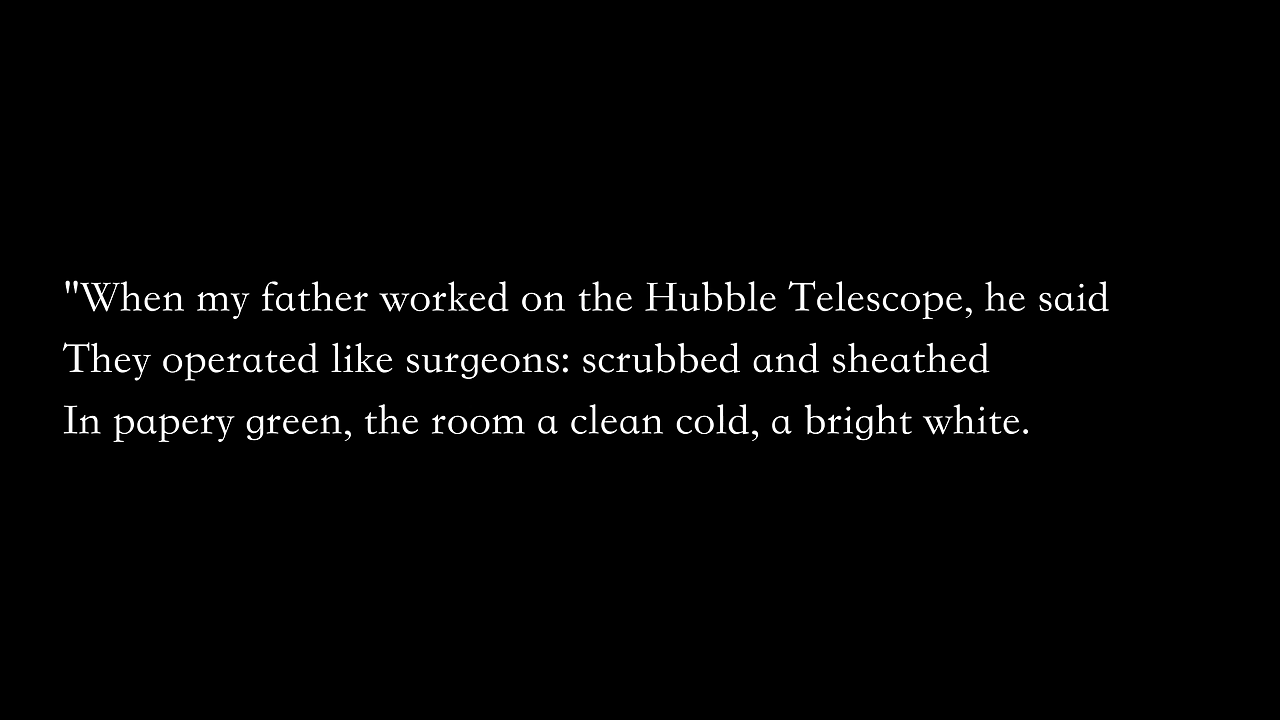 "When my father worked on the Hubble Telescope, he said
They operated like surgeons: scrubbed and sheathed
In papery green, the room a clean cold, a bright white.